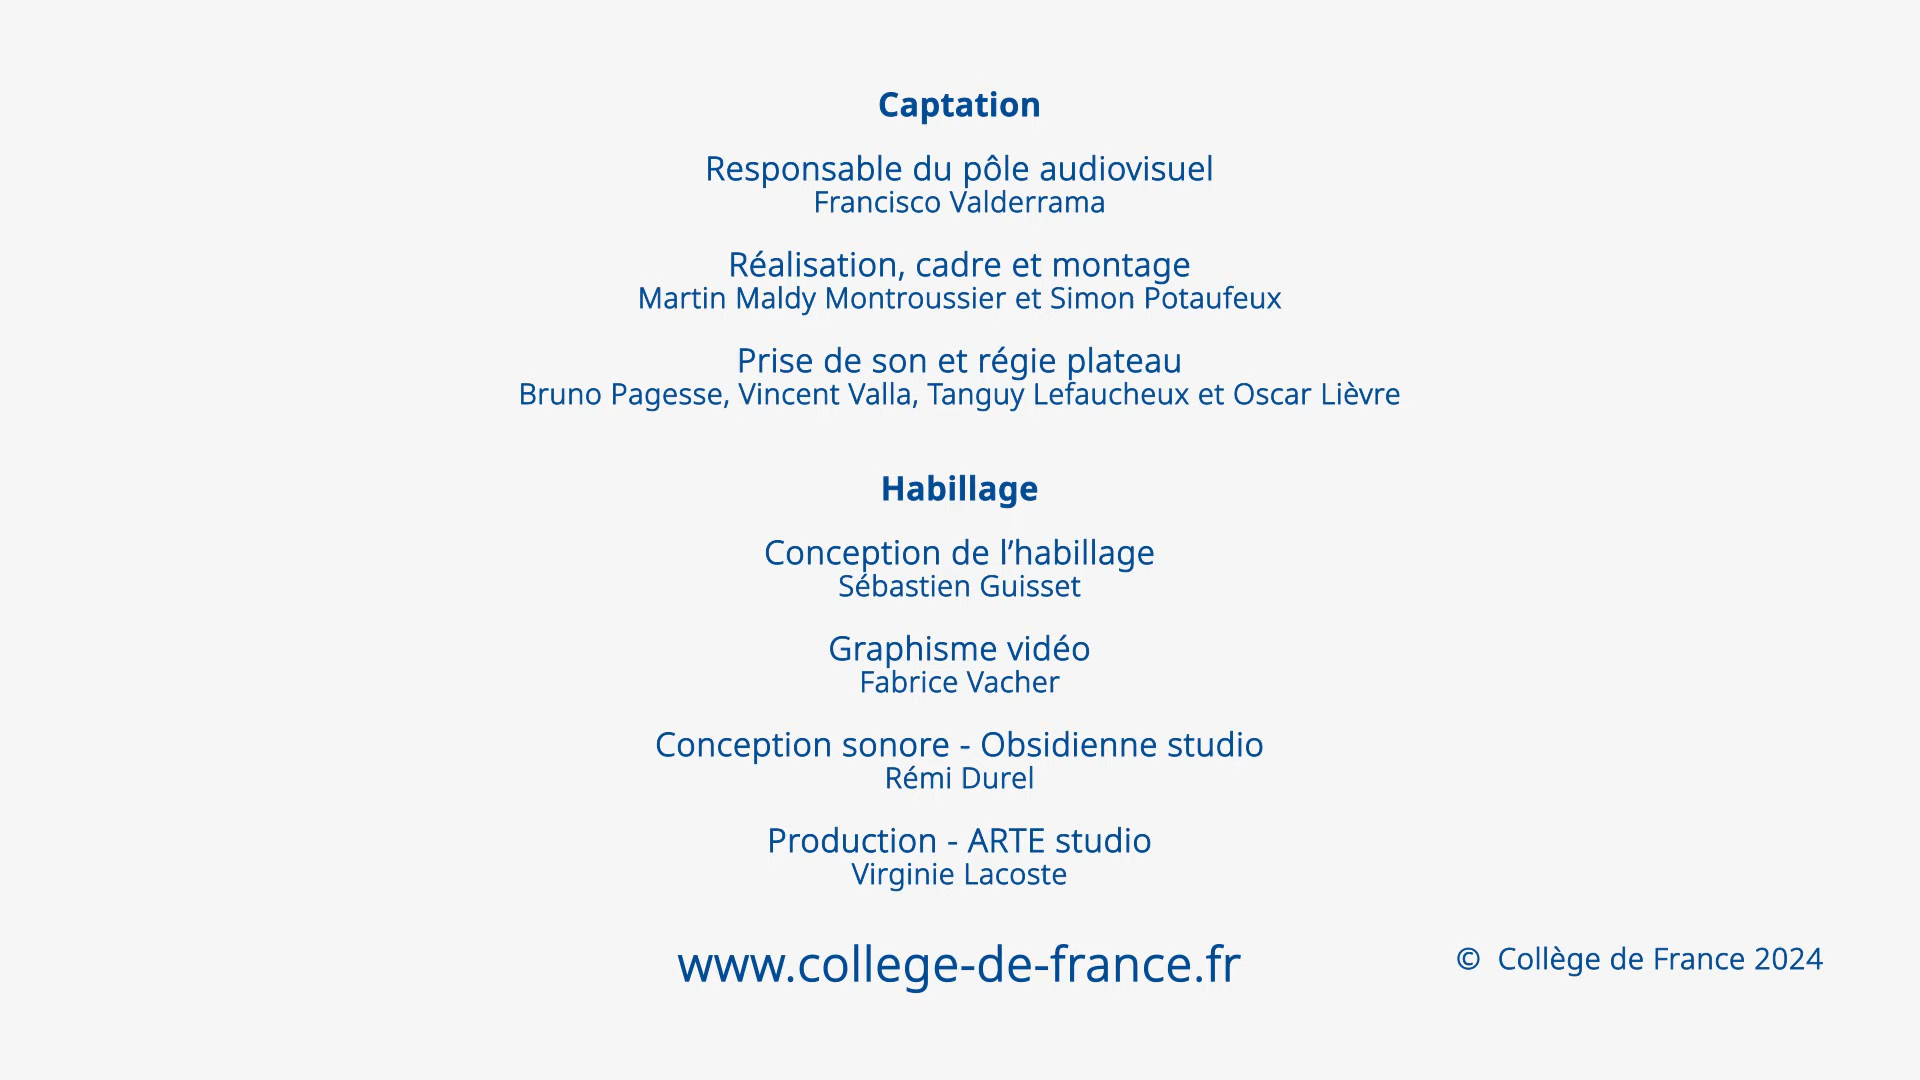 Captation
Responsable du pôle audiovisuel
Francisco Valderrama
Réalisation, cadre et montage
Martin Maldy Montroussier et Simon Potaufeux
Prise de son et régie plateau
Bruno Pagesse, Vincent Valla, Tanguy Lefaucheux et Oscar Lièvre
Habillage
Conception de l’habillage
Sébastien Guisset
Graphisme vidéo
Fabrice Vacher
Conception sonore - Obsidienne studio
Rémi Durel
Production - ARTE studio
Virginie Lacoste
www.college-de-france.fr
© Collège de France 2024